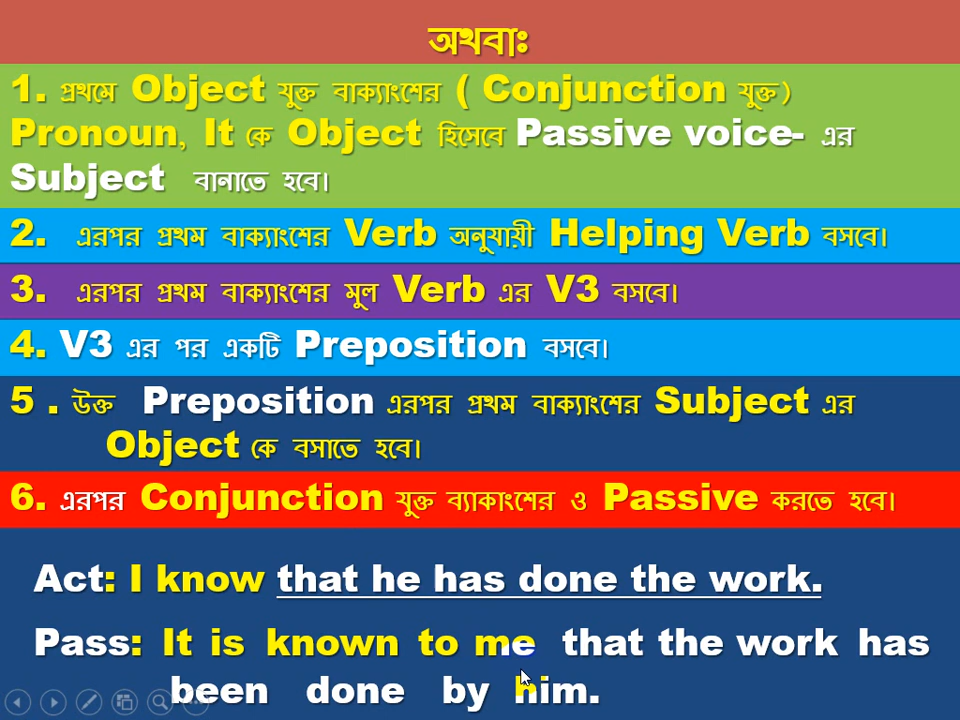 অথবাঃ
1. প্রথমে Object যুক্ত বাক্যাংশের ( Conjunction যুক্ত)
Pronoun, It কে Object হিসেবে Passive voice- এর
Subject বানাতে হবে।
2. এরপর প্রথম বাক্যাংশের Verb অনুযায়ী Helping Verb বসবে।
3. এরপর প্রথম বাক্যাংশের মুল Verb এর V3 বসবে।
4. V3 এর পর একটি Preposition বসবে।
5 . উক্ত Preposition এরপর প্রথম বাক্যাংশের Subject এর
Object কে বসাতে হবে।
6. এরপর Conjunction যুক্ত ব্যাকাংশের ও Passive করতে হবে।
Act: I know that he has done the work.
Pass: It is known to me that the work has
been done by him.